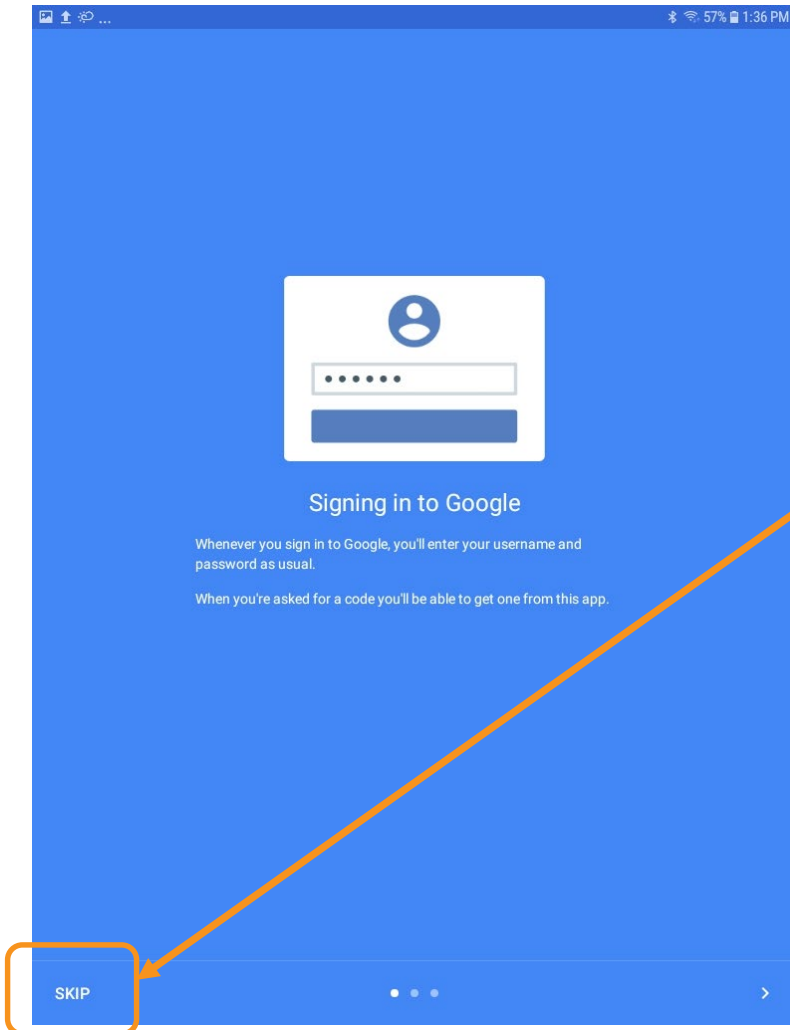 ... 57% 1:36 PM
Signing in to Google
Whenever you sign in to Google, you'll enter your username and
password as usual.
When you're asked for a code you'll be able to get one from this app.
SKIP